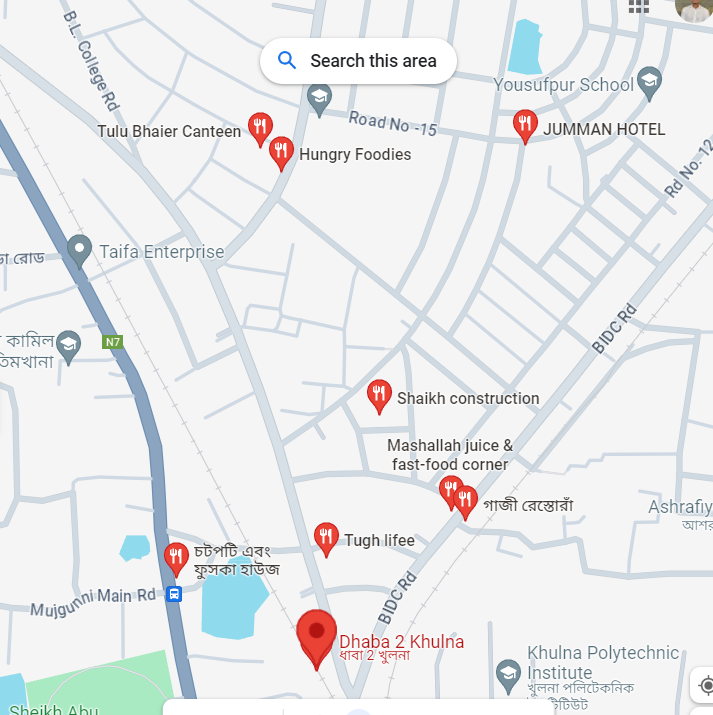 B.L. College Rd
Search this area
Yousufpur School
Tulu Bhaier Canteen
Road No -15
JUMMAN HOTEL
Hungry Foodies
Rd No. 12
Taifa Enterprise
রোড
N7
কামিল
BIDC Rd
Shaikh construction
Mashallah juice &
fast-food corner
গাজী রেস্তোরাঁ
Ashrafiy
আশর
Tugh lifee
চটপটি এবং
ফুসকা হাউজ
Mujgunni Main Rd
BIDC Rd
Dhaba 2 Khulna
ধাবা 2 খুলনা
Khulna Polytechnic
Institute
খুলনা পলিটেকনিক
Sheikh Abu